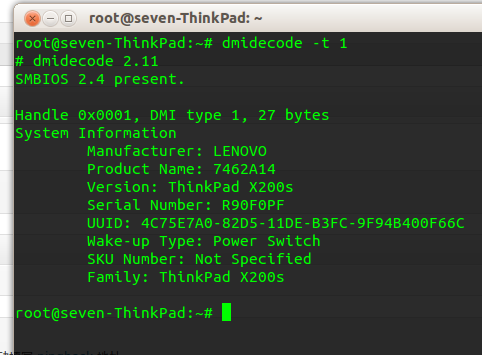 root@seven-ThinkPad: ~
root@seven-ThinkPad:~# dmidecode -t 1
# dmidecode 2.11
SMBIOS 2.4 present.
Handle 0x0001, DMI type 1, 27 bytes
System Information
Manufacturer: LENOVO
Product Name: 7462A14
Version: ThinkPad X200s
Serial Number: R90F0PF
UUID: 4C75E7A0-82D5-11DE-B3FC-9F94B400F66C
Wake-up Type: Power Switch
SKU Number: Not Specified
Family: ThinkPad X200s
root@seven-ThinkPad:~#